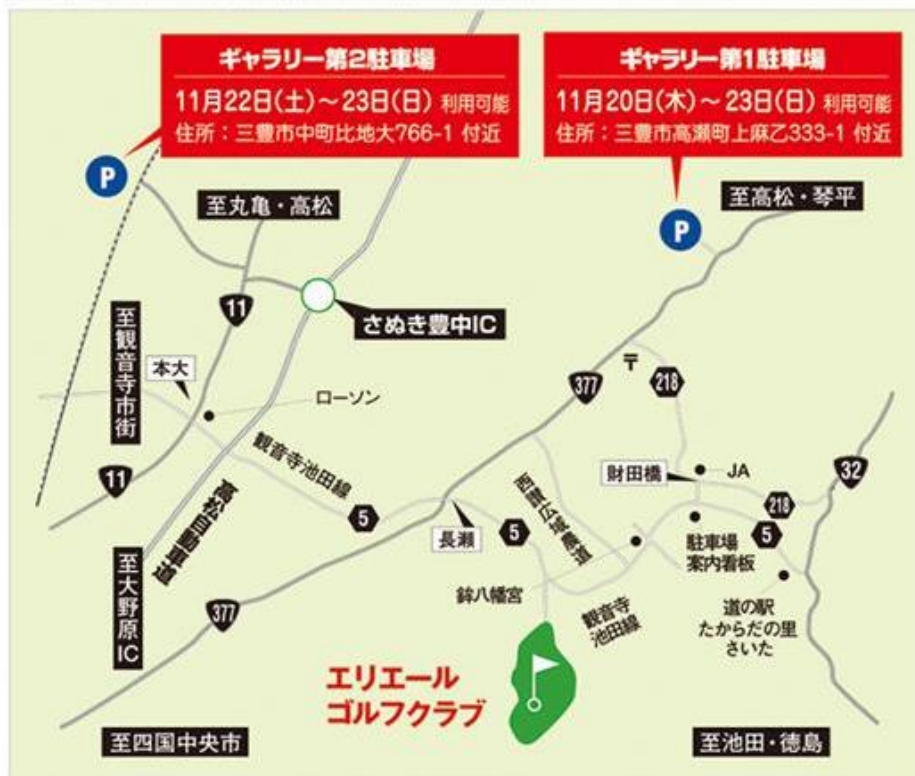 ギャラリー第2駐車場
11月22日(土)～23日(日) 利用可能
住所：三豊市中町比地大766-1 付近
ギャラリー第1駐車場
11月20日(木)～23日(日) 利用可能
住所：三豊市高瀬町上麻乙333-1 付近
P
P
至丸亀・高松
至高松・琴平
11
さぬき豊中IC
至観音寺市街
本大
ローソン
〒
377
218
観音寺池田線
11
高松自動車道
5
長瀬
5
西讃広域農道
財田橋
JA
32
218
5
駐車場
案内看板
至大野原IC
377
鉾八幡宮
観音寺
池田線
道の駅
たからだの里
さいた
エリエール
ゴルフクラブ
至四国中央市
至池田・徳島